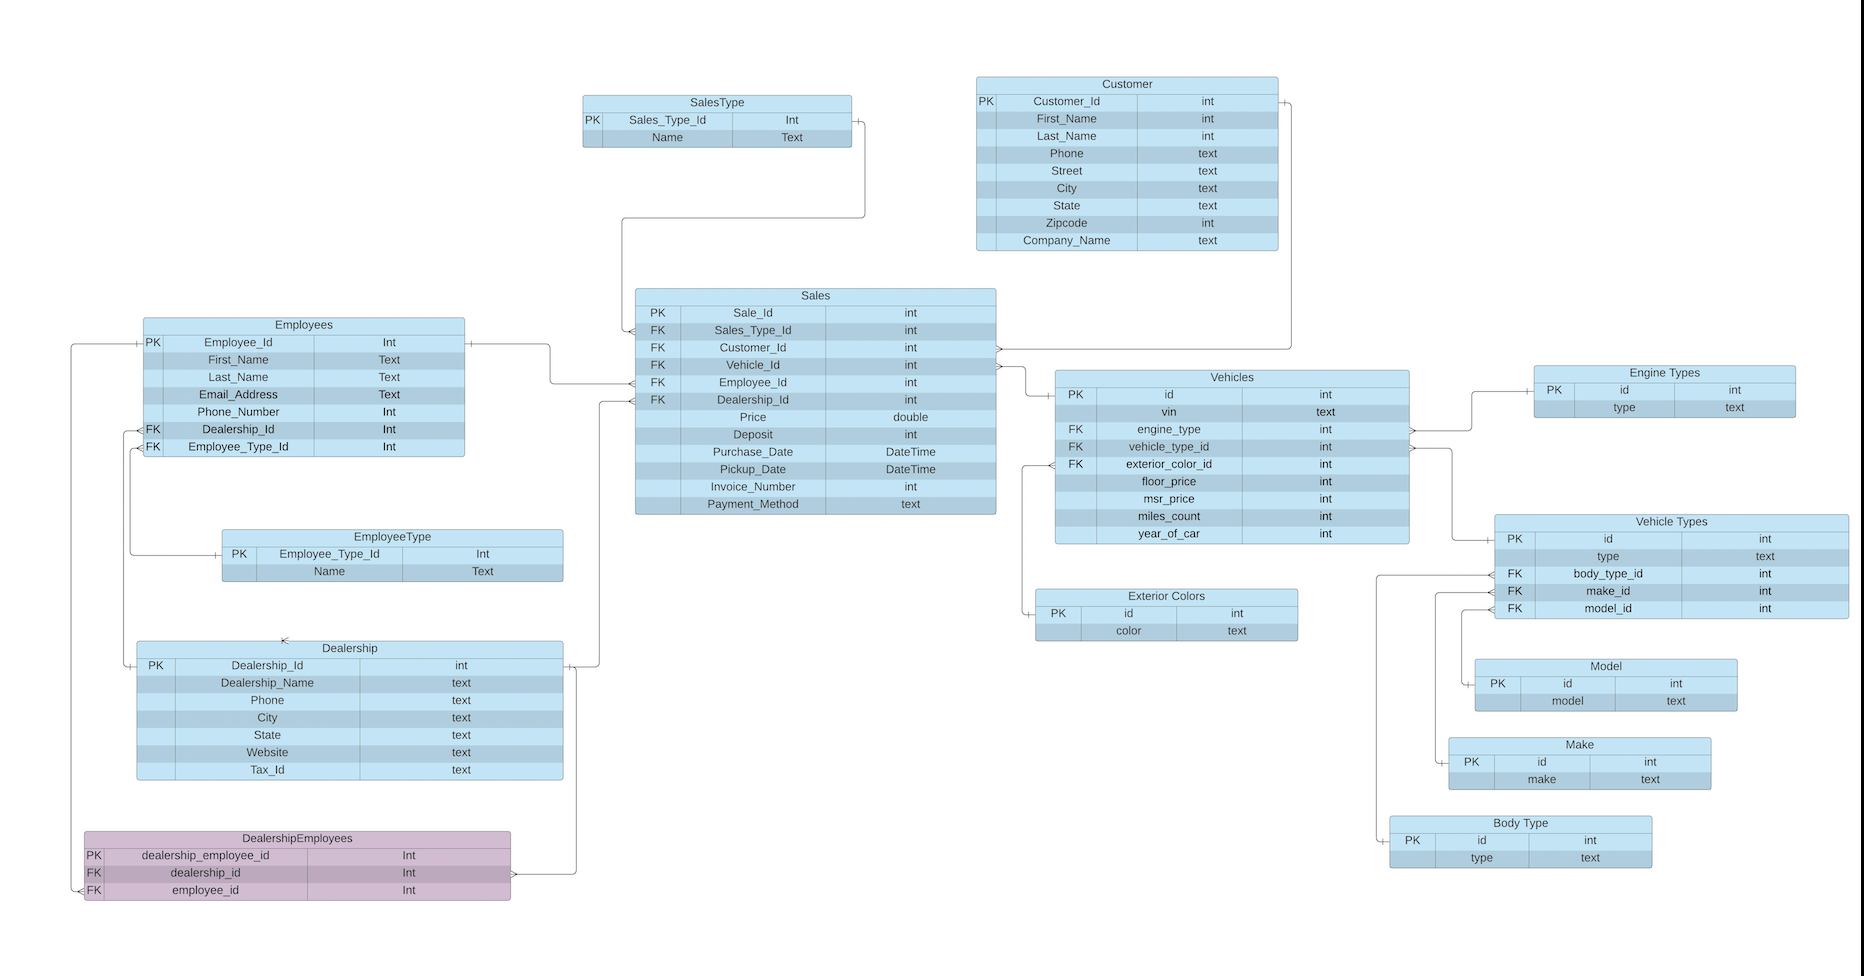 SalesType
PK Sales_Type_Id Int
Name Text
Customer
PK Customer_Id int
First_Name int
Last_Name int
Phone text
Street text
City text
State text
Zipcode int
Company_Name text
Sales
PK Sale_Id int
FK Sales_Type_Id int
FK Customer_Id int
FK Vehicle_Id int
FK Employee_Id int
FK Dealership_Id int
Price double
Deposit int
Purchase_Date DateTime
Pickup_Date DateTime
Invoice_Number int
Payment_Method text
Employees
PK Employee_Id Int
First_Name Text
Last_Name Text
Email_Address Text
Phone_Number Int
FK Dealership_Id Int
FK Employee_Type_Id Int
Vehicles
PK id int
vin text
FK engine_type int
FK vehicle_type_id int
FK exterior_color_id int
floor_price int
msr_price int
miles_count int
year_of_car int
Engine Types
PK id int
type text
EmployeeType
PK Employee_Type_Id Int
Name Text
Vehicle Types
PK id int
type text
FK body_type_id int
FK make_id int
FK model_id int
Exterior Colors
PK id int
color text
Dealership
PK Dealership_Id int
Dealership_Name text
Phone text
City text
State text
Website text
Tax_Id text
Model
PK id int
model text
Make
PK id int
make text
Body Type
PK id int
type text
DealershipEmployees
PK dealership_employee_id Int
FK dealership_id Int
FK employee_id Int